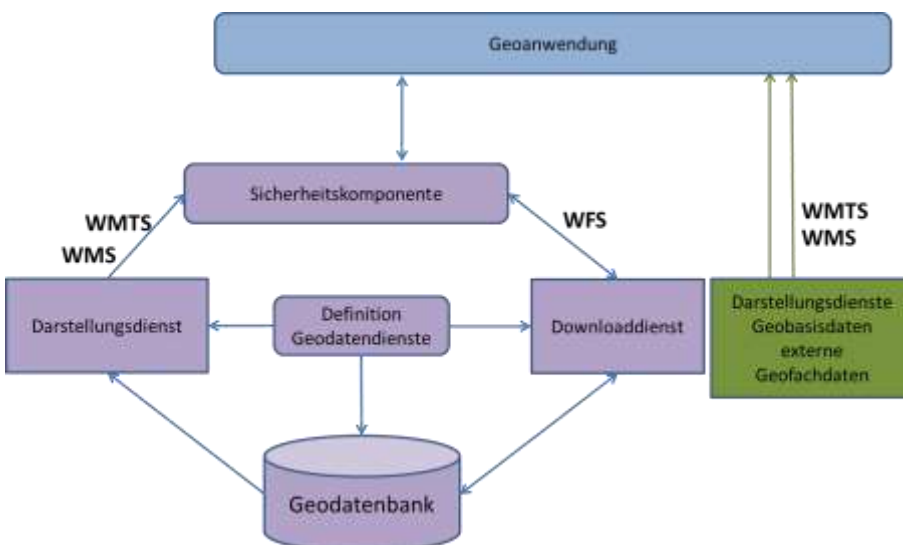 Geoanwendung
Sicherheitskomponente
WMTS
WMS
WFS
WMTS
WMS
Darstellungsdienst
Definition
Geodatendienste
Downloaddienst
Darstellungsdienste
Geobasisdaten
externe
Geofachdaten
Geodatenbank